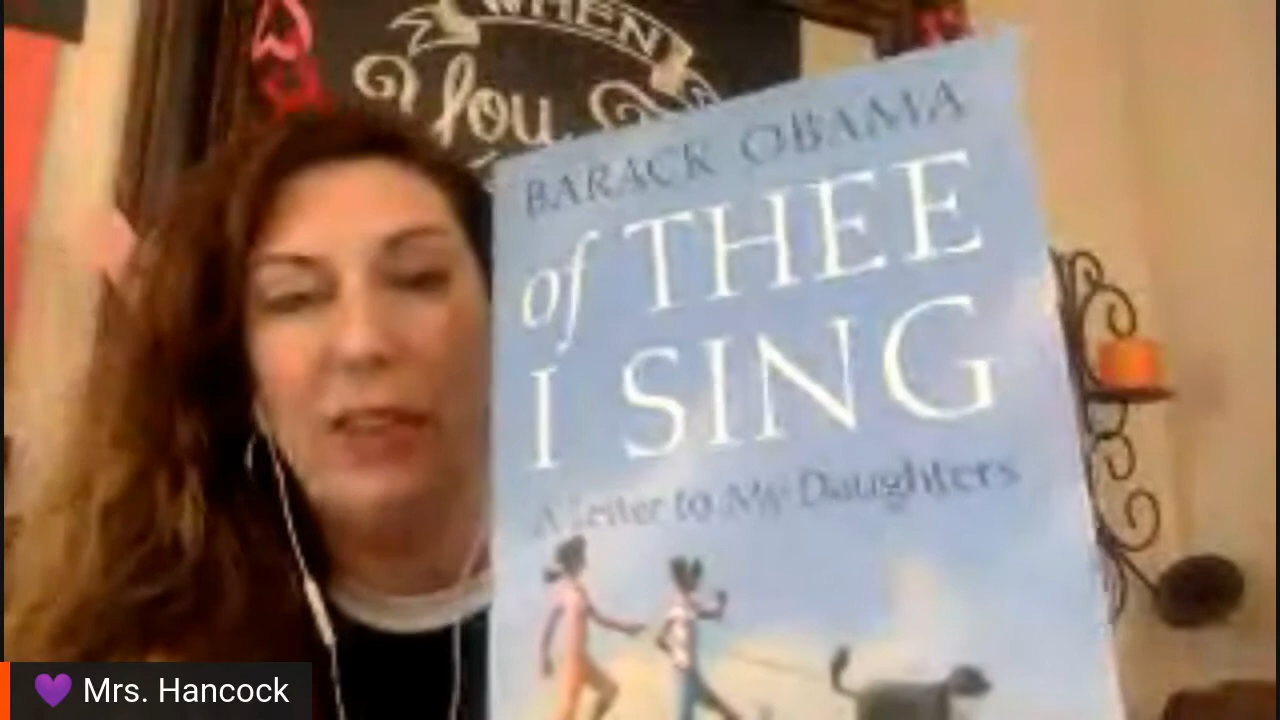 WHEN
You
BARACK OBAMA
of THEE
I SING
A Letter to My Daughters
💜 Mrs. Hancock